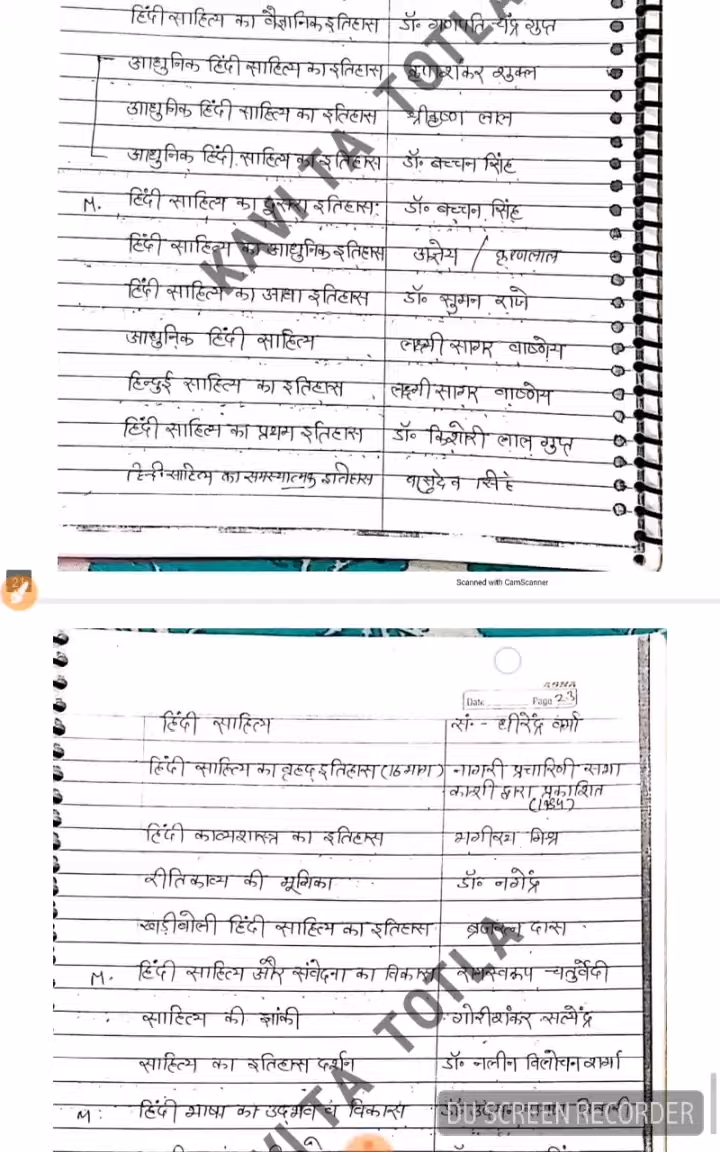 हिंदी साहित्य का वैज्ञानिक इतिहास डॉ० गणपति चंद्र गुप्त
आधुनिक हिंदी साहित्य का इतिहास कृपाशंकर शुक्ल
आधुनिक हिंदी साहित्य का इतिहास श्रीकृष्ण लाल
आधुनिक हिंदी साहित्य का इतिहास डॉ० बच्चन सिंह
M. हिंदी साहित्य का दूसरा इतिहास: डॉ० बच्चन सिंह
हिंदी साहित्य का आधुनिक इतिहास अज्ञेय / कृष्णलाल
हिंदी साहित्य का आधा इतिहास डॉ० सुमन राजे
आधुनिक हिंदी साहित्य लक्ष्मी सागर वार्ष्णेय
हिन्दुई साहित्य का इतिहास लक्ष्मी सागर वार्ष्णेय
हिंदी साहित्य का प्रथम इतिहास डॉ० किशोरी लाल गुप्त
हिन्दी साहित्य का समस्यात्मक इतिहास वासुदेव सिंह
KAVITA TOTLA
21
Scanned with CamScanner
Date Page 23
हिंदी साहित्य सं. - धीरेंद्र वर्मा
हिंदी साहित्य का वृहद् इतिहास (16 भाग) नागरी प्रचारिणी सभा
काशी द्वारा प्रकाशित
हिंदी काव्यशास्त्र का इतिहास भगीरथ मिश्र
रीतिकाव्य की भूमिका डॉ० नगेंद्र
खड़ीबोली हिंदी साहित्य का इतिहास ब्रजरत्न दास
M. हिंदी साहित्य और संवेदना का विकास रामस्वरूप चतुर्वेदी
साहित्य की झांकी गौरीशंकर सत्येंद्र
साहित्य का इतिहास दर्शन डॉ० नलीन विलोचन शर्मा
M. हिंदी भाषा का उद्भव व विकास
KAVITA TOTLA
DU SCREEN RECORDER